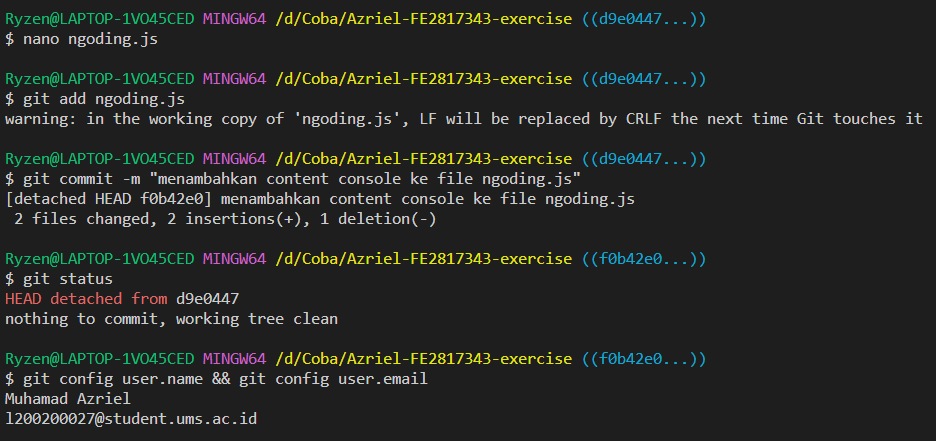 Ryzen@LAPTOP-1VO45CED MINGW64 /d/Coba/Azriel-FE2817343-exercise ((d9e0447...))
$ nano ngoding.js
Ryzen@LAPTOP-1VO45CED MINGW64 /d/Coba/Azriel-FE2817343-exercise ((d9e0447...))
$ git add ngoding.js
warning: in the working copy of 'ngoding.js', LF will be replaced by CRLF the next time Git touches it
Ryzen@LAPTOP-1VO45CED MINGW64 /d/Coba/Azriel-FE2817343-exercise ((d9e0447...))
$ git commit -m "menambahkan content console ke file ngoding.js"
[detached HEAD f0b42e0] menambahkan content console ke file ngoding.js
 2 files changed, 2 insertions(+), 1 deletion(-)
Ryzen@LAPTOP-1VO45CED MINGW64 /d/Coba/Azriel-FE2817343-exercise ((f0b42e0...))
$ git status
HEAD detached from d9e0447
nothing to commit, working tree clean
Ryzen@LAPTOP-1VO45CED MINGW64 /d/Coba/Azriel-FE2817343-exercise ((f0b42e0...))
$ git config user.name && git config user.email
Muhamad Azriel
l200200027@student.ums.ac.id